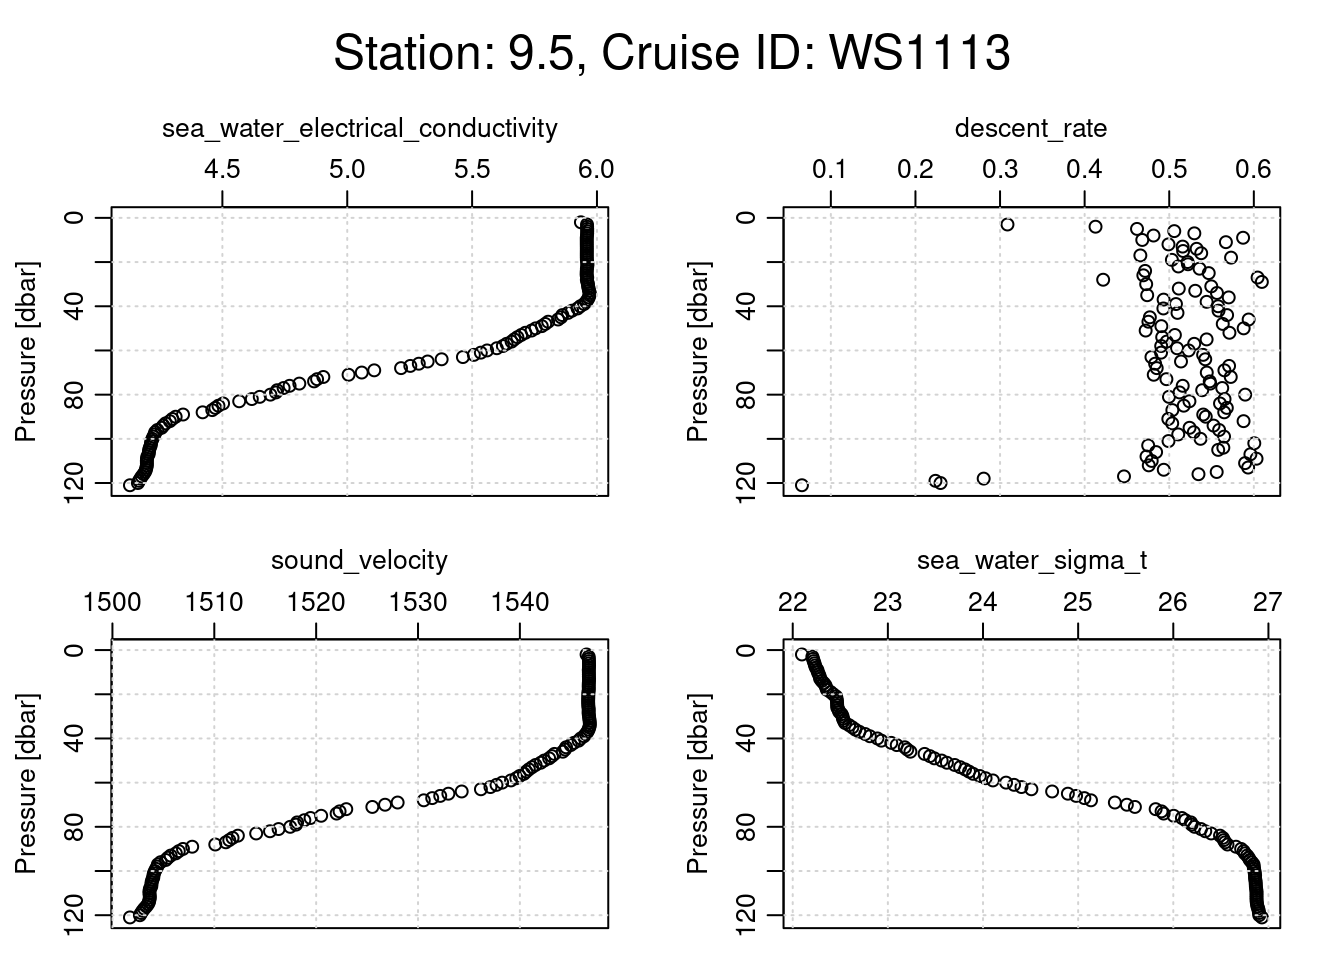 Station: 9.5, Cruise ID: WS1113
sea_water_electrical_conductivity
4.5 5.0 5.5 6.0
Pressure [dbar]
0
40
80
120
descent_rate
0.1 0.2 0.3 0.4 0.5 0.6
Pressure [dbar]
0
40
80
120
sound_velocity
1500 1510 1520 1530 1540
Pressure [dbar]
0
40
80
120
sea_water_sigma_t
22 23 24 25 26 27
Pressure [dbar]
0
40
80
120